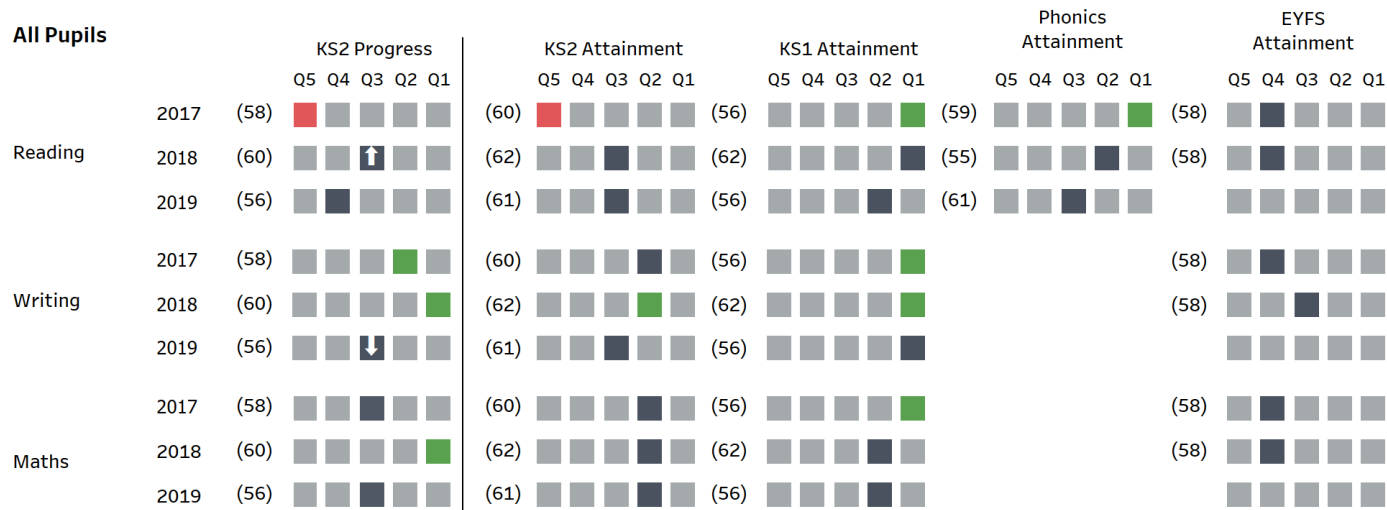 All Pupils
Phonics Attainment
EYFS Attainment
KS2 Progress KS2 Attainment KS1 Attainment
Q5 Q4 Q3 Q2 Q1 Q5 Q4 Q3 Q2 Q1 Q5 Q4 Q3 Q2 Q1 Q5 Q4 Q3 Q2 Q1 Q5 Q4 Q3 Q2 Q1
2017 (58) (60) (56) (59) (58)
Reading 2018 (60) (62) (62) (55) (58)
2019 (56) (61) (56) (61)
2017 (58) (60) (56) (58)
Writing 2018 (60) (62) (62) (58)
2019 (56) (61) (56)
2017 (58) (60) (56) (58)
Maths 2018 (60) (62) (62) (58)
2019 (56) (61) (56)